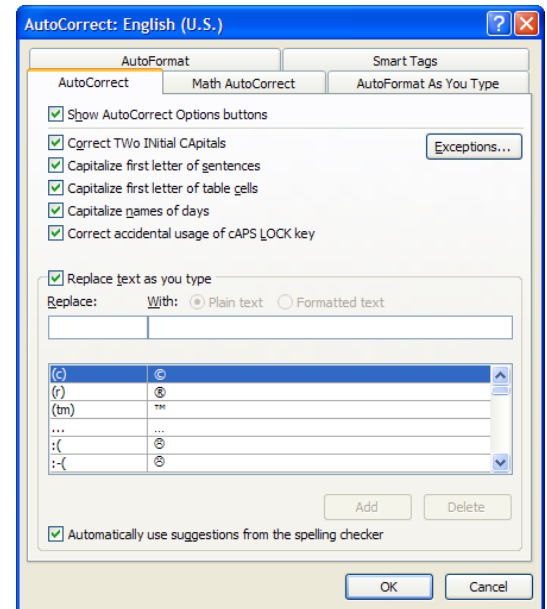 AutoCorrect: English (U.S.)
AutoFormat Smart Tags
AutoCorrect Math AutoCorrect AutoFormat As You Type
Show AutoCorrect Options buttons
Correct TWo INitial CApitals Exceptions...
Capitalize first letter of sentences
Capitalize first letter of table cells
Capitalize names of days
Correct accidental usage of cAPS LOCK key
Replace text as you type
Replace: With: Plain text Formatted text
(c) ©
(r) ®
(tm) ™
... ...
:( ☹
:-( ☹
Add Delete
Automatically use suggestions from the spelling checker
OK Cancel